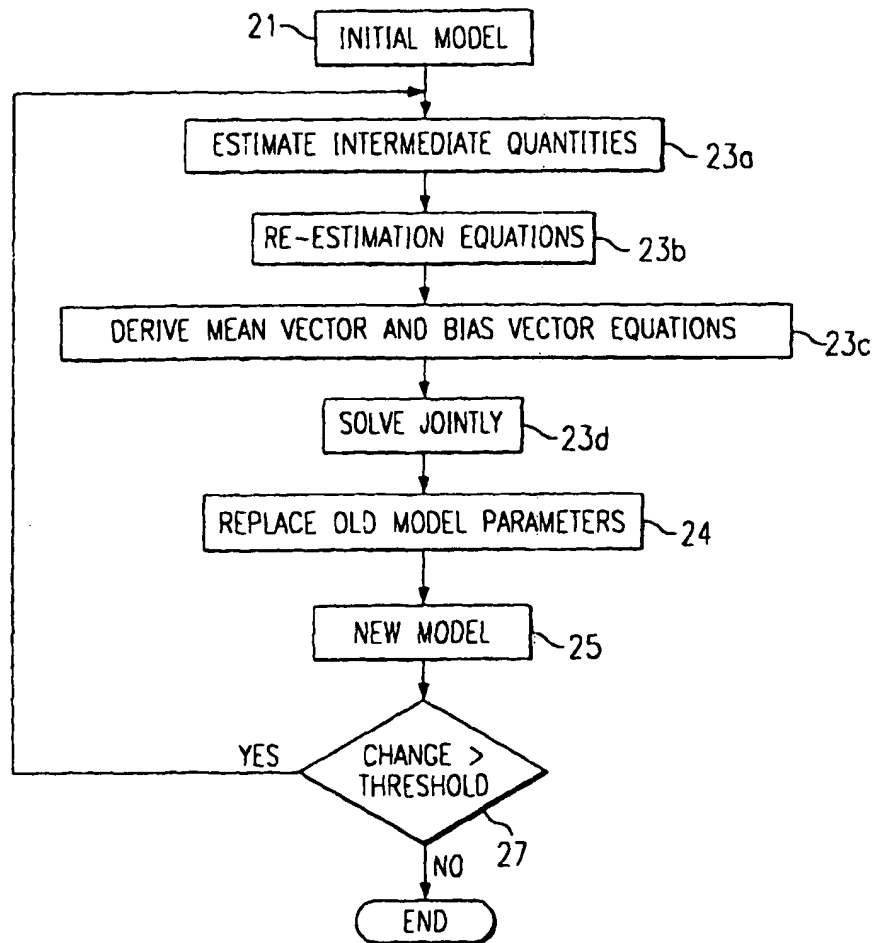 21
INITIAL MODEL
ESTIMATE INTERMEDIATE QUANTITIES
23a
RE-ESTIMATION EQUATIONS
23b
DERIVE MEAN VECTOR AND BIAS VECTOR EQUATIONS
23c
SOLVE JOINTLY
23d
REPLACE OLD MODEL PARAMETERS
24
NEW MODEL
25
YES
CHANGE >
THRESHOLD
27
NO
END